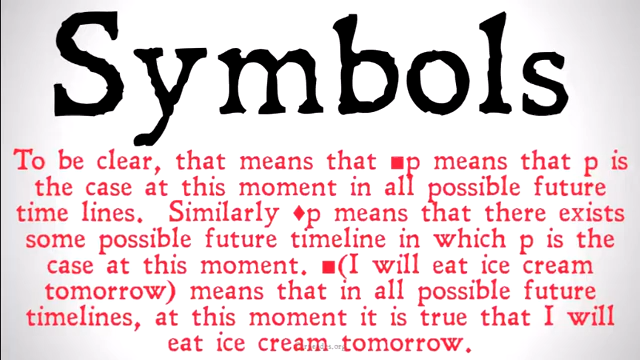 Symbols
To be clear, that means that ■p means that p is
the case at this moment in all possible future
time lines. Similarly ♦p means that there exists
some possible future timeline in which p is the
case at this moment. ■(I will eat ice cream
tomorrow) means that in all possible future
timelines, at this moment it is true that I will
eat ice cream tomorrow.